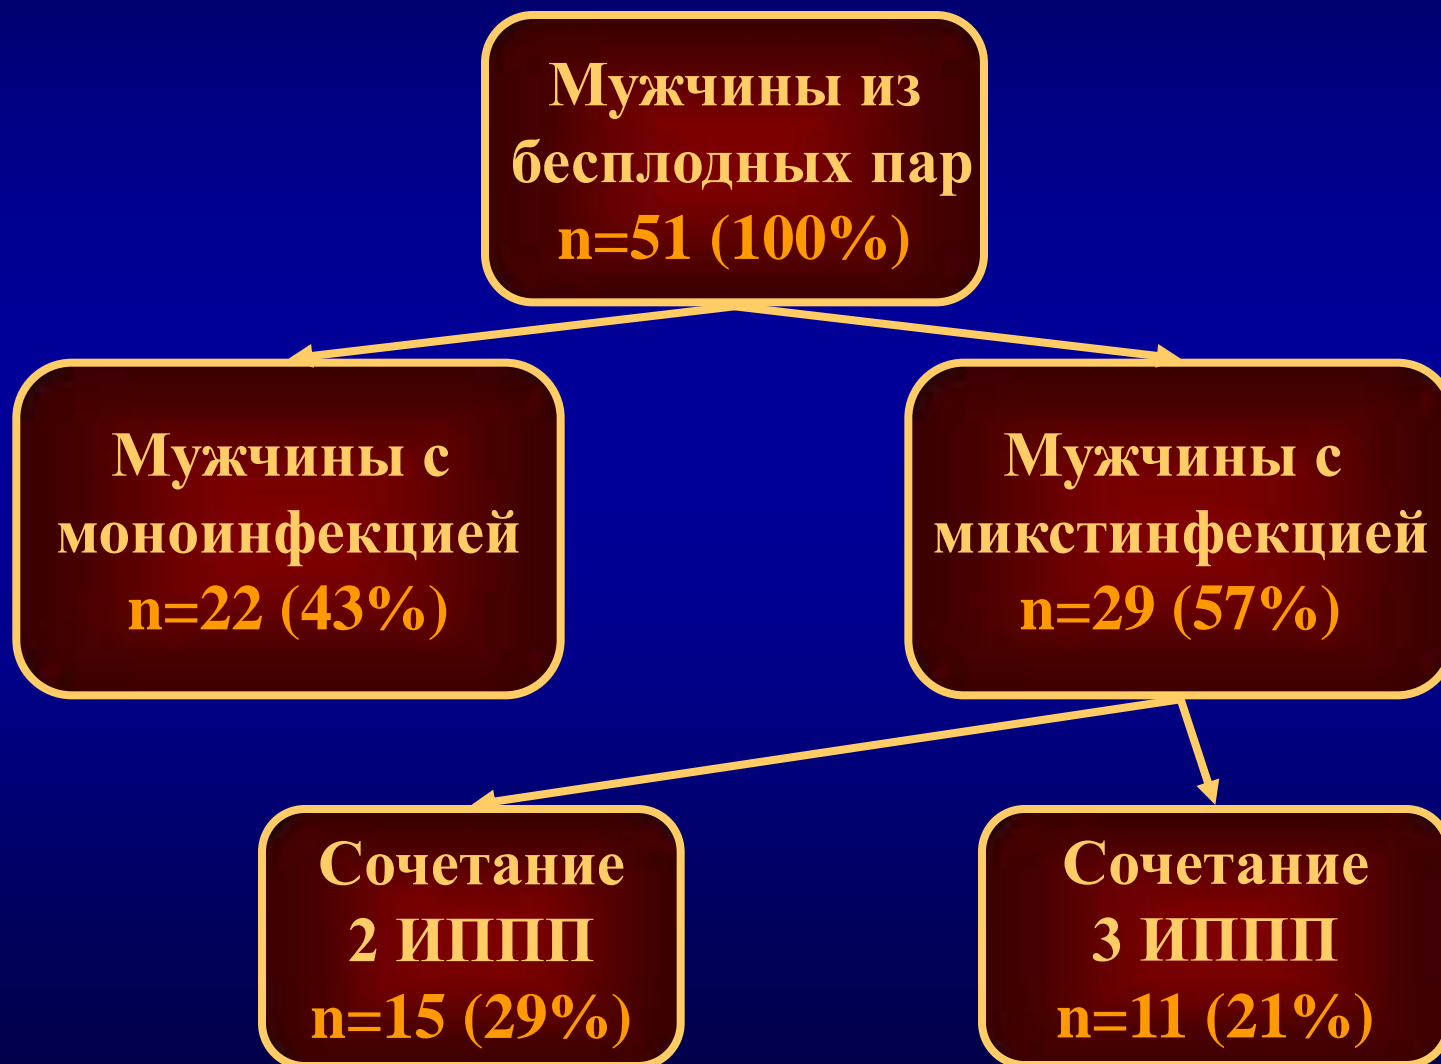 Мужчины из
бесплодных пар
n=51 (100%)
Мужчины с
моноинфекцией
n=22 (43%)
Мужчины с
микстинфекцией
n=29 (57%)
Сочетание
2 ИППП
n=15 (29%)
Сочетание
3 ИППП
n=11 (21%)